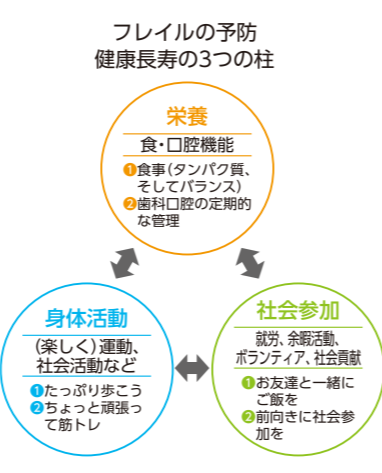 フレイルの予防
健康長寿の3つの柱
栄養
食・口腔機能
❶食事(タンパク質、
そしてバランス)
❷歯科口腔の定期的
な管理
身体活動
(楽しく)運動、
社会活動など
❶たっぷり歩こう
❷ちょっと頑張っ
て筋トレ
社会参加
就労、余暇活動、
ボランティア、社会貢献
❶お友達と一緒に
ご飯を
❷前向きに社会参
加を